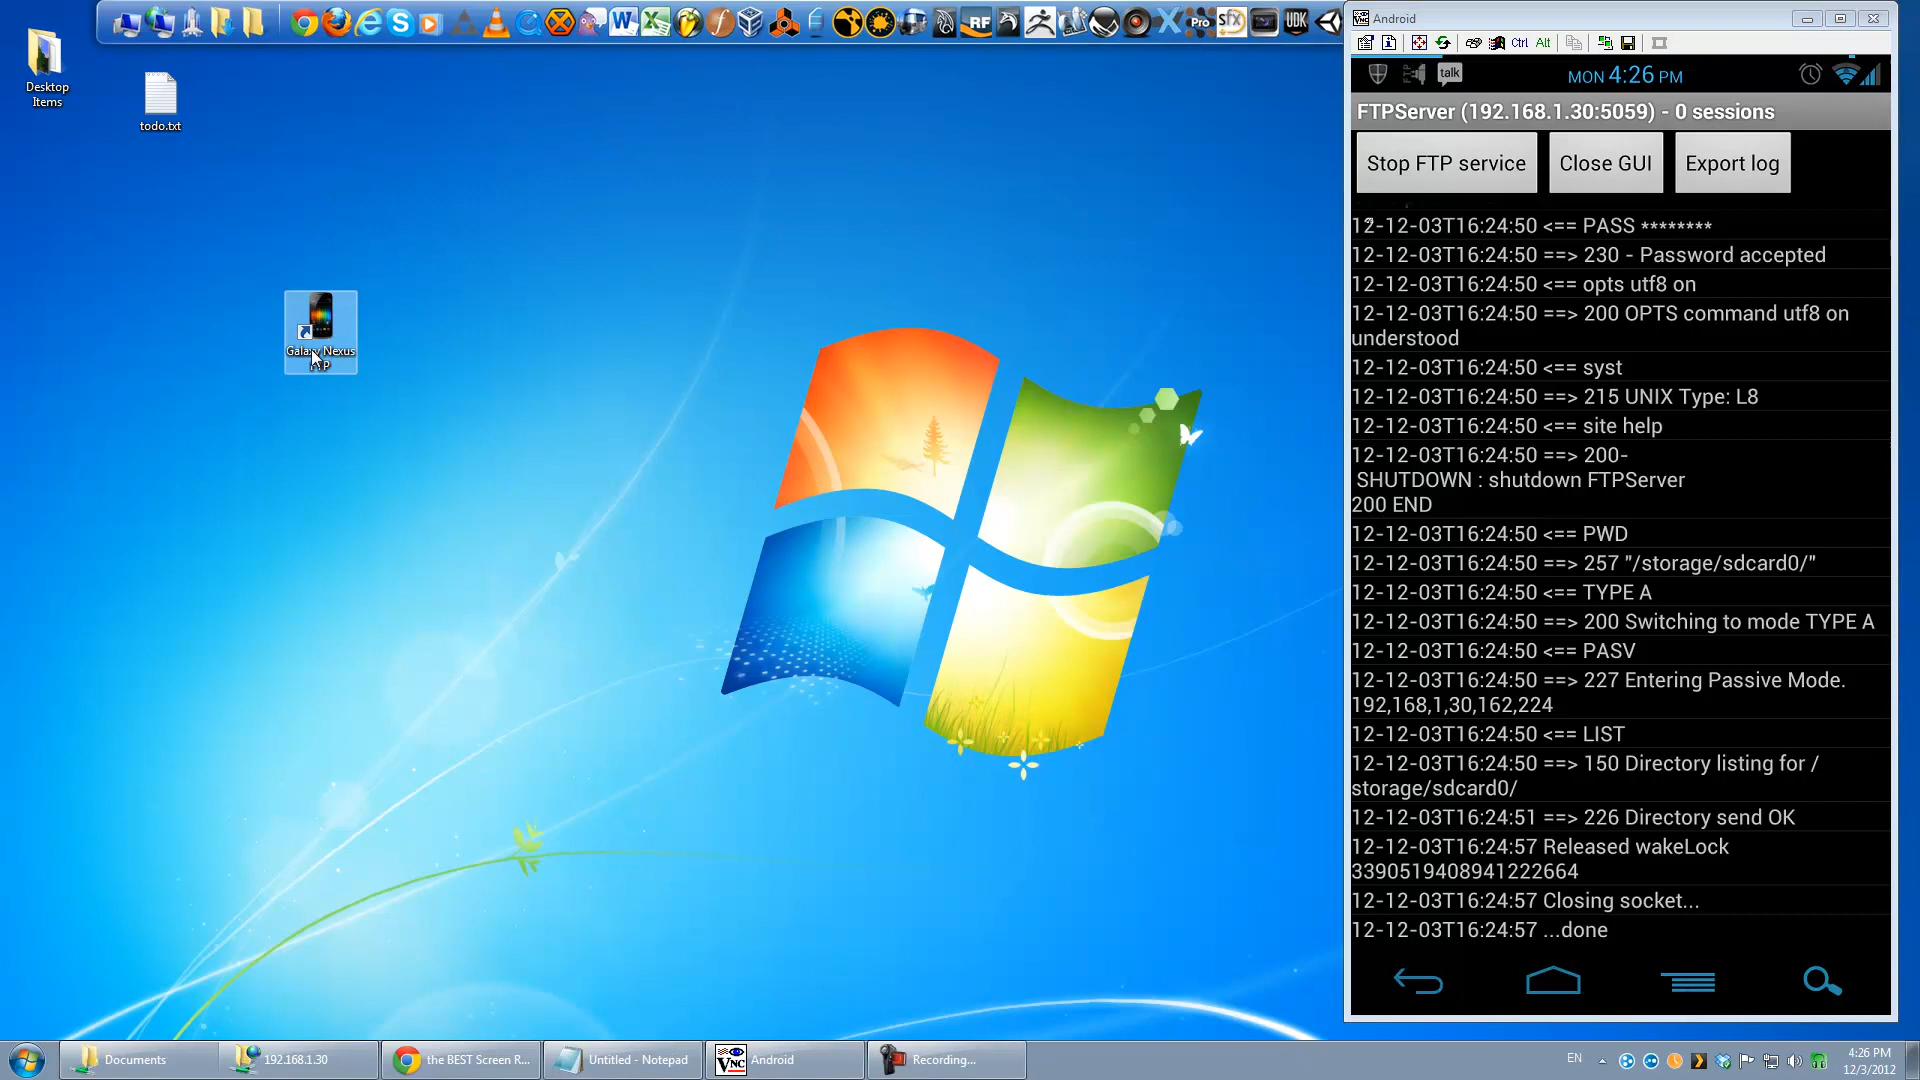 Desktop
Items
todo.txt
Galaxy Nexus
FTP
W
X
RF
Pro
sfx
UDK
VNC Android
Ctrl Alt
talk
MON 4:26 PM
FTPServer (192.168.1.30:5059) - 0 sessions
Stop FTP service
Close GUI
Export log
12-12-03T16:24:50 <== PASS ********
12-12-03T16:24:50 ==> 230 - Password accepted
12-12-03T16:24:50 <== opts utf8 on
12-12-03T16:24:50 ==> 200 OPTS command utf8 on
understood
12-12-03T16:24:50 <== syst
12-12-03T16:24:50 ==> 215 UNIX Type: L8
12-12-03T16:24:50 <== site help
12-12-03T16:24:50 ==> 200-
SHUTDOWN : shutdown FTPServer
200 END
12-12-03T16:24:50 <== PWD
12-12-03T16:24:50 ==> 257 "/storage/sdcard0/"
12-12-03T16:24:50 <== TYPE A
12-12-03T16:24:50 ==> 200 Switching to mode TYPE A
12-12-03T16:24:50 <== PASV
12-12-03T16:24:50 ==> 227 Entering Passive Mode.
192,168,1,30,162,224
12-12-03T16:24:50 <== LIST
12-12-03T16:24:50 ==> 150 Directory listing for /
storage/sdcard0/
12-12-03T16:24:51 ==> 226 Directory send OK
12-12-03T16:24:57 Released wakeLock
3390519408941222664
12-12-03T16:24:57 Closing socket...
12-12-03T16:24:57 ...done
Documents
192.168.1.30
the BEST Screen R...
Untitled - Notepad
VNC
Android
Recording...
EN
4:26 PM
12/3/2012